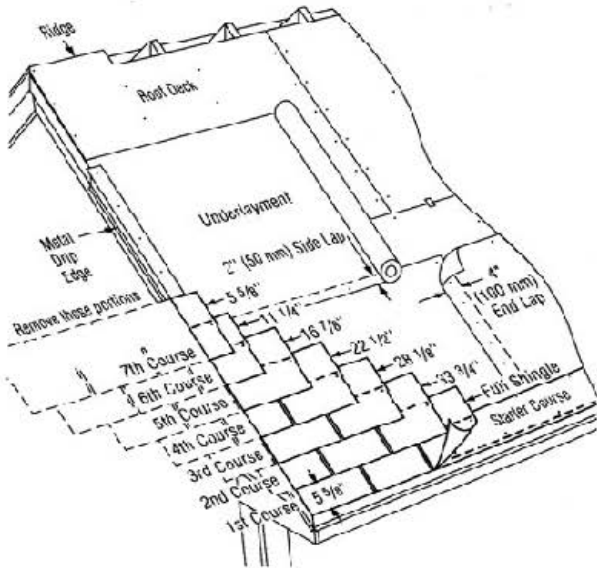 Ridge
Roof Deck
Underlayment
2" (50 mm) Side Lap
Metal
Drip
Edge
4"
(100 mm)
End Lap
Remove those portions
5 5/8"
11 1/4"
16 7/8"
22 1/2"
28 1/8"
33 3/4"
Full Shingle
Starter Course
7th Course
6th Course
5th Course
4th Course
3rd Course
2nd Course
1st Course
5 5/8"